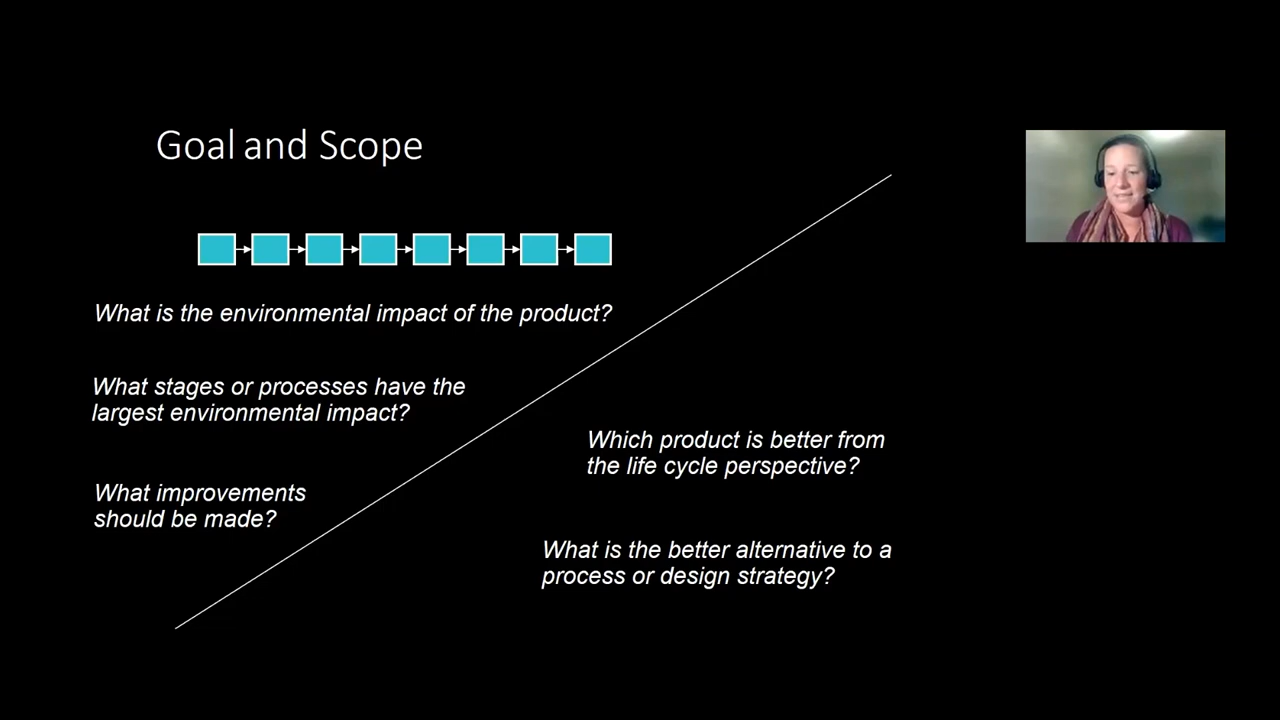 Goal and Scope
What is the environmental impact of the product?
What stages or processes have the
largest environmental impact?
What improvements
should be made?
Which product is better from
the life cycle perspective?
What is the better alternative to a
process or design strategy?